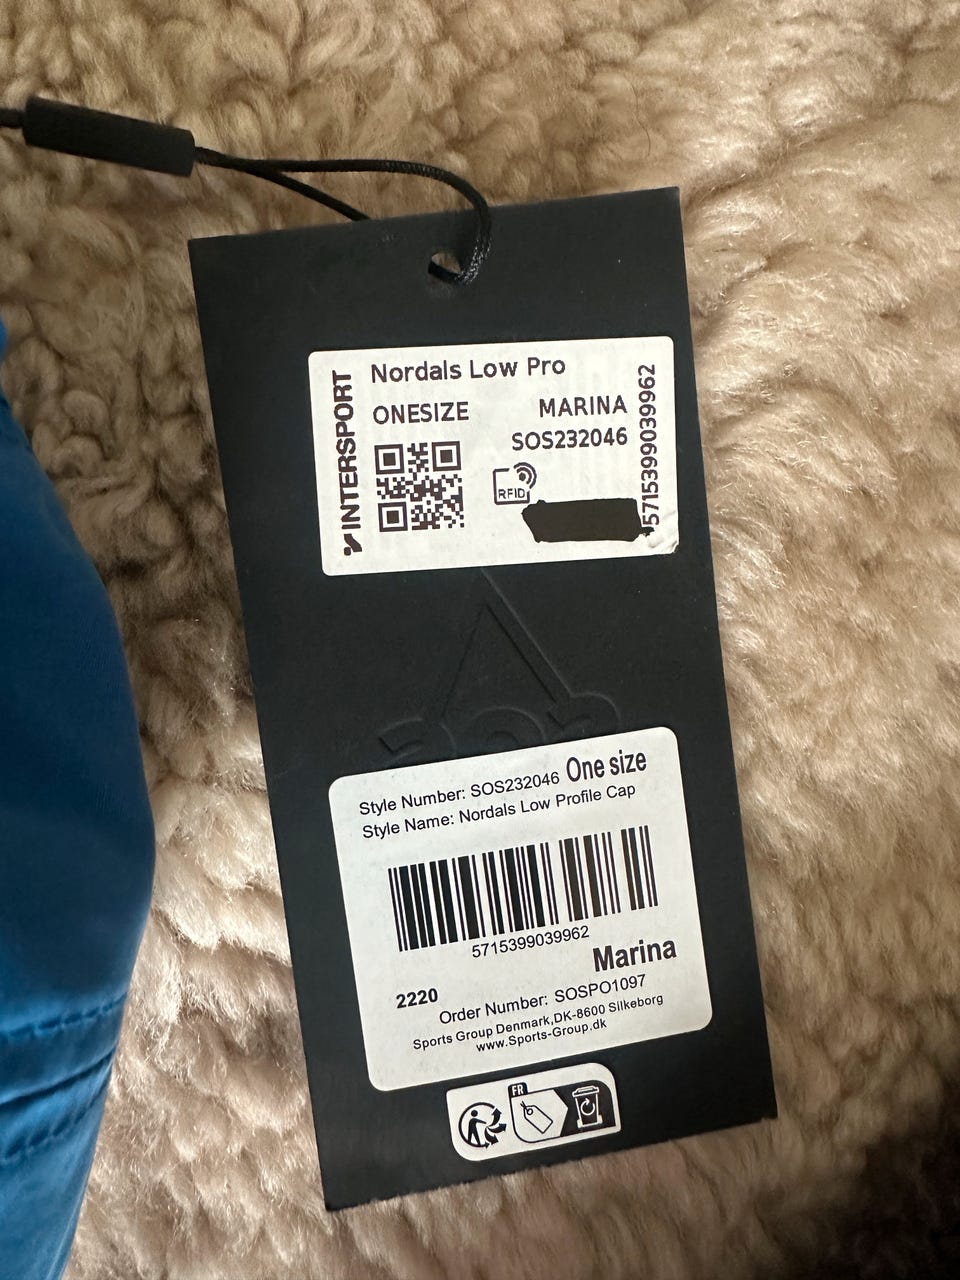 INTERSPORT
Nordals Low Pro
ONESIZE MARINA
SOS232046
RFID
5715399039962
SOS
Style Number: SOS232046 One size
Style Name: Nordals Low Profile Cap
5715399039962
Marina
2220
Order Number: SOSPO1097
Sports Group Denmark,DK-8600 Silkeborg
www.Sports-Group.dk
FR